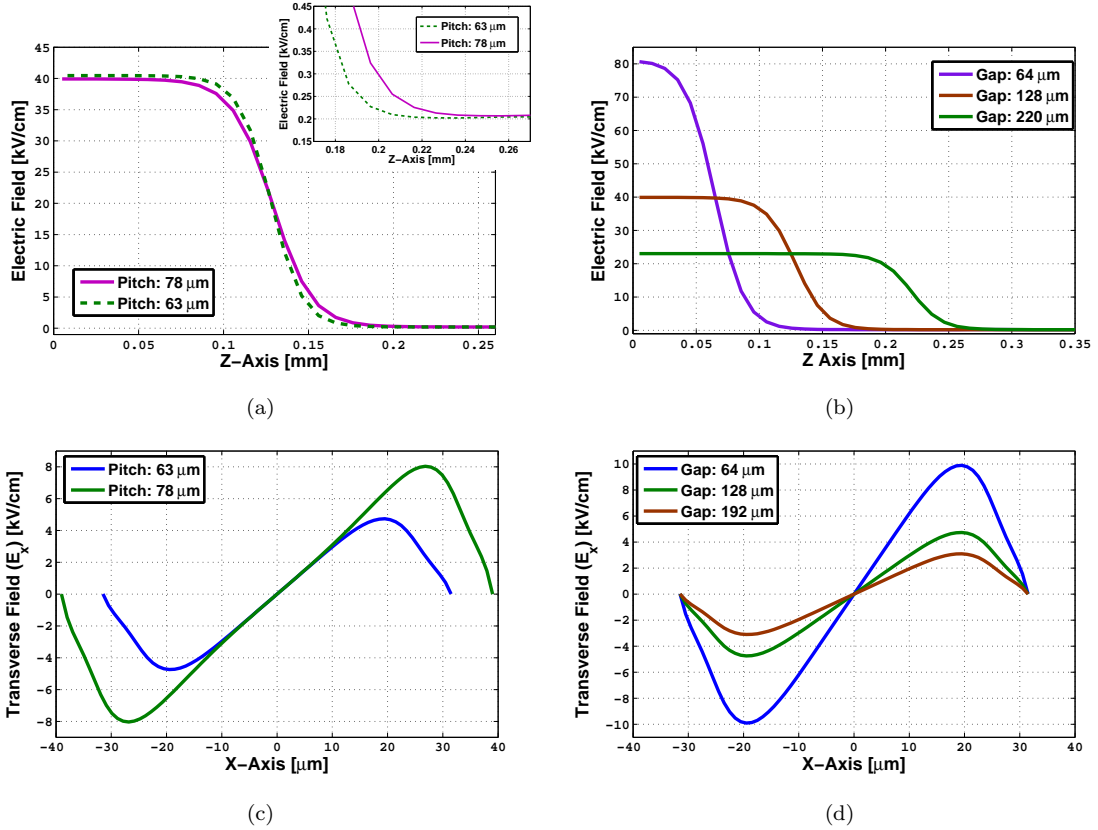 0.45
0.4
0.35
0.3
0.25
0.2
0.15
0.18 0.2 0.22 0.24 0.26
Z-Axis [mm]
Electric Field [kV/cm]
Pitch: 63 μm
Pitch: 78 μm
45
40
35
30
25
20
15
10
5
0
0 0.05 0.1 0.15 0.2 0.25
Z-Axis [mm]
Electric Field [kV/cm]
Pitch: 78 μm
Pitch: 63 μm
(a)
80
60
40
20
0
0 0.05 0.1 0.15 0.2 0.25 0.3 0.35
Z Axis [mm]
Electric Field [kV/cm]
Gap: 64 μm
Gap: 128 μm
Gap: 220 μm
(b)
8
6
4
2
0
-2
-4
-6
-8
-40 -30 -20 -10 0 10 20 30 40
X-Axis [μm]
Transverse Field (E_x) [kV/cm]
Pitch: 63 μm
Pitch: 78 μm
(c)
10
8
6
4
2
0
-2
-4
-6
-8
-10
-40 -30 -20 -10 0 10 20 30 40
X-Axis [μm]
Transverse Field (E_x) [kV/cm]
Gap: 64 μm
Gap: 128 μm
Gap: 192 μm
(d)